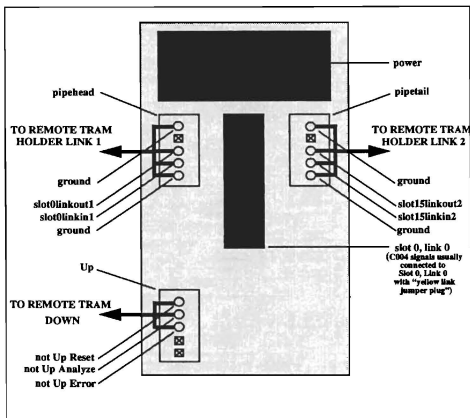 power
pipehead
pipetail
TO REMOTE TRAM
HOLDER LINK 1
TO REMOTE TRAM
HOLDER LINK 2
ground
slot0linkout1
slot0linkin1
ground
ground
slot15linkout2
slot15linkin2
ground
slot 0, link 0
(C004 signals usually
connected to
Slot 0, Link 0
with "yellow link
jumper plug")
Up
TO REMOTE TRAM
DOWN
not Up Reset
not Up Analyze
not Up Error